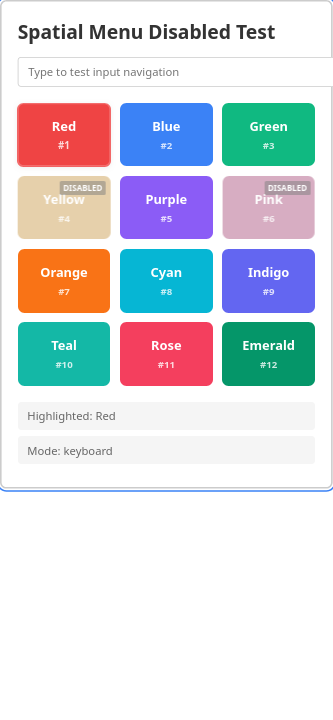 Spatial Menu Disabled Test
Type to test input navigation
Red
#1
Blue
#2
Green
#3
DISABLED
Yellow
#4
Purple
#5
DISABLED
Pink
#6
Orange
#7
Cyan
#8
Indigo
#9
Teal
#10
Rose
#11
Emerald
#12
Highlighted: Red
Mode: keyboard